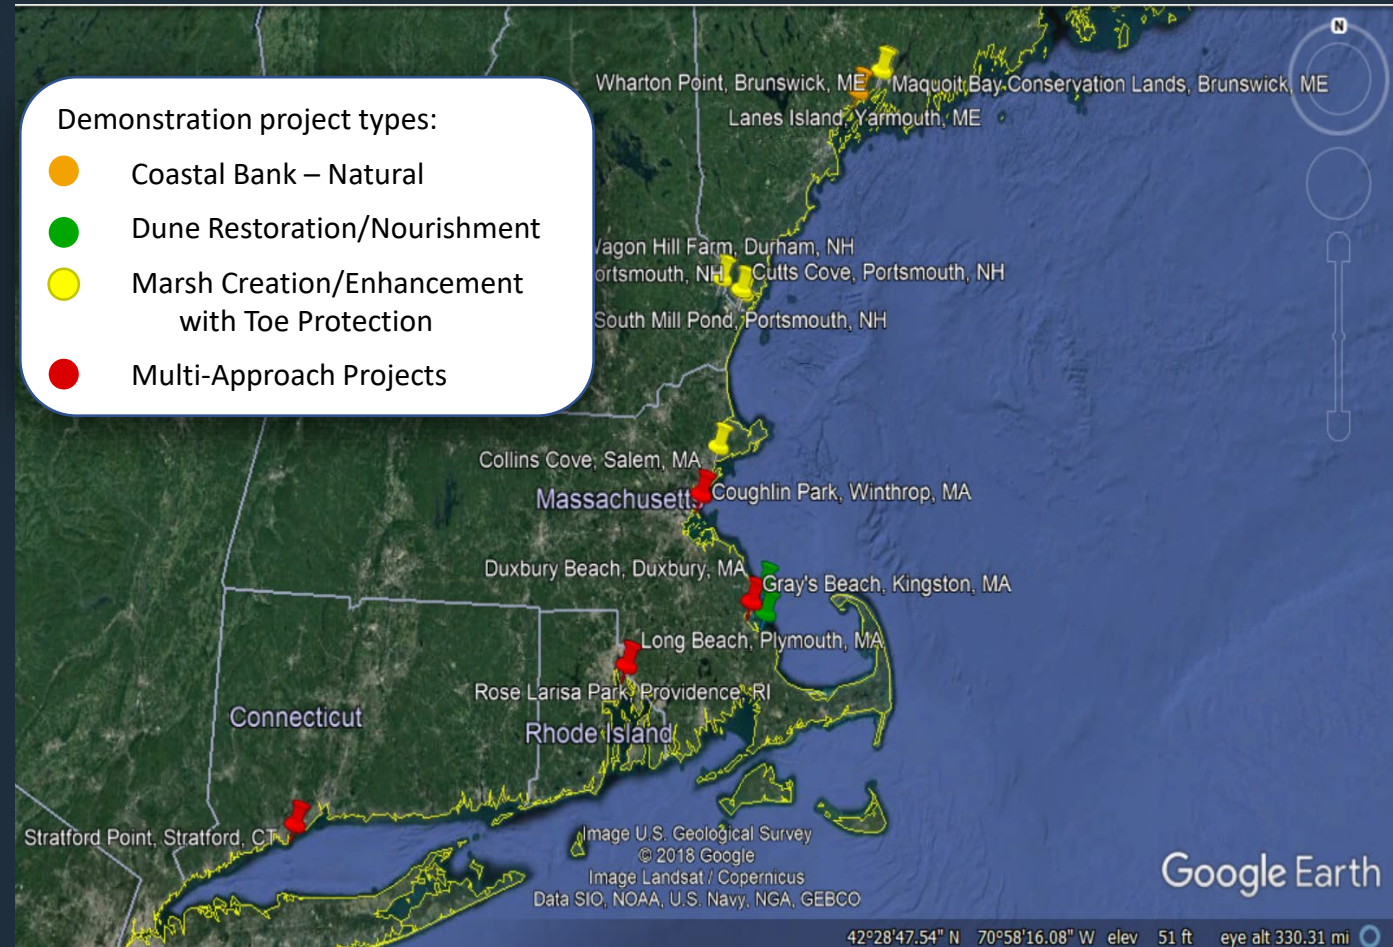 N
Wharton Point, Brunswick, ME
Maquoit Bay Conservation Lands, Brunswick, ME
Lanes Island, Yarmouth, ME
Demonstration project types:
Coastal Bank – Natural
Dune Restoration/Nourishment
Marsh Creation/Enhancement
with Toe Protection
Multi-Approach Projects
Hill Farm, Durham, NH
NH
Cutts Cove, Portsmouth, NH
South Mill Pond, Portsmouth, NH
Collins Cove, Salem, MA
Massachusetts
Coughlin Park, Winthrop, MA
Duxbury Beach, Duxbury, MA
Gray's Beach, Kingston, MA
Long Beach, Plymouth, MA
Rose Larisa Park, Providence, RI
Connecticut
Rhode Island
Stratford Point, Stratford, CT
Image U.S. Geological Survey
© 2018 Google
Image Landsat / Copernicus
Data SIO, NOAA, U.S. Navy, NGA, GEBCO
Google Earth
42°28'47.54" N 70°58'16.08" W elev 51 ft eye alt 330.31 mi